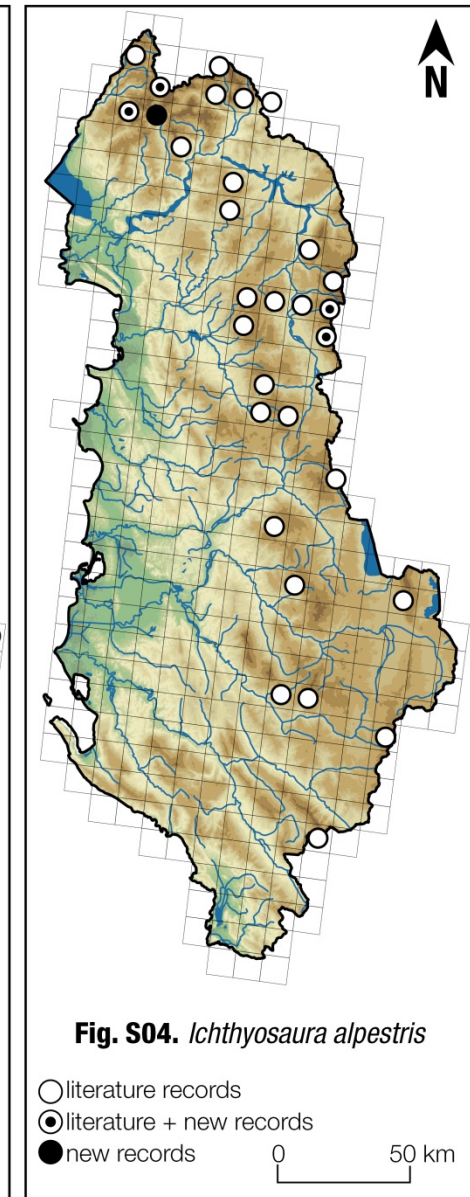 N
Fig. S04. Ichthyosaura alpestris
literature records
literature + new records
new records
0 50 km